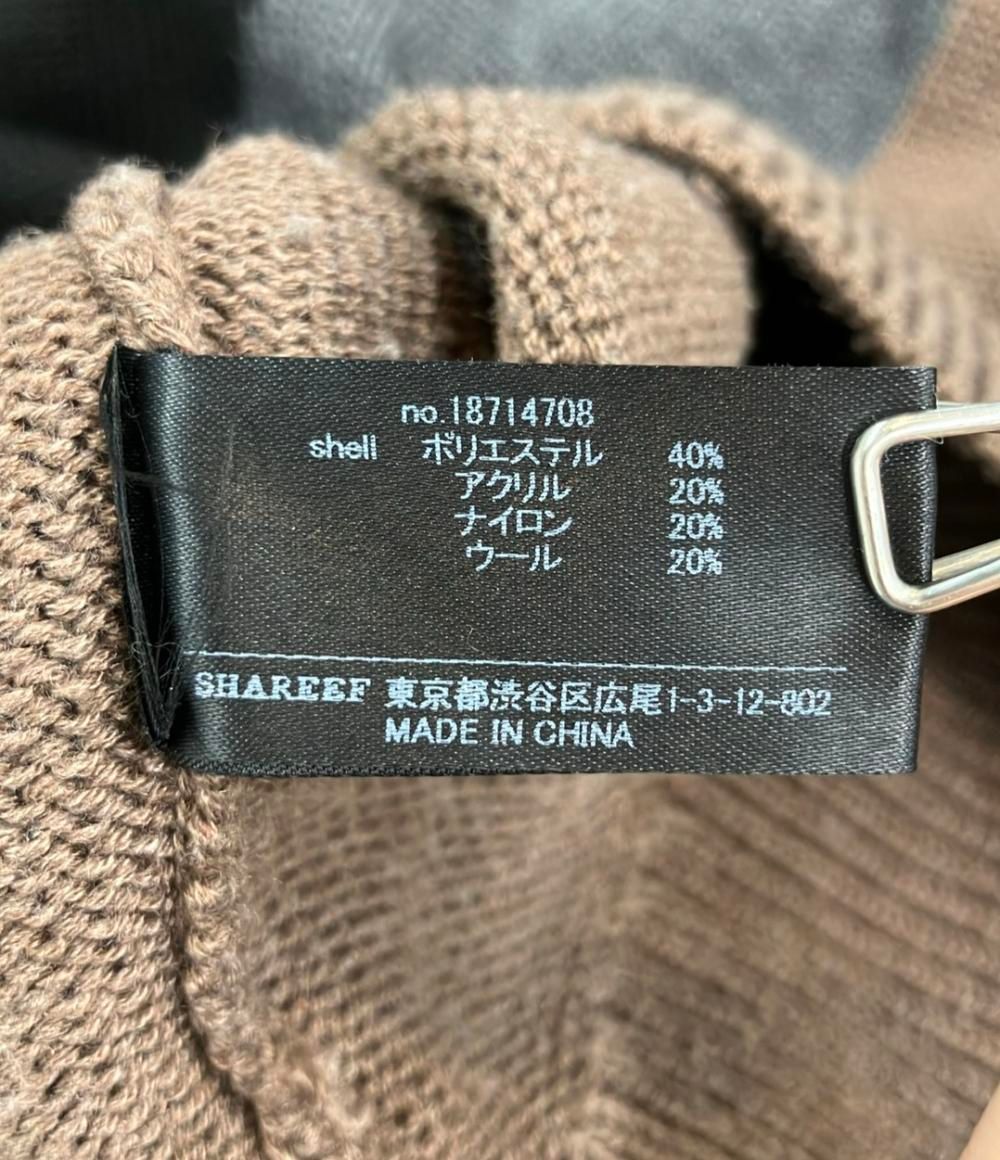 no.18714708
shell ポリエステル 40%
アクリル 20%
ナイロン 20%
ウール 20%
SHAREEF 東京都渋谷区広尾1-3-12-802
MADE IN CHINA